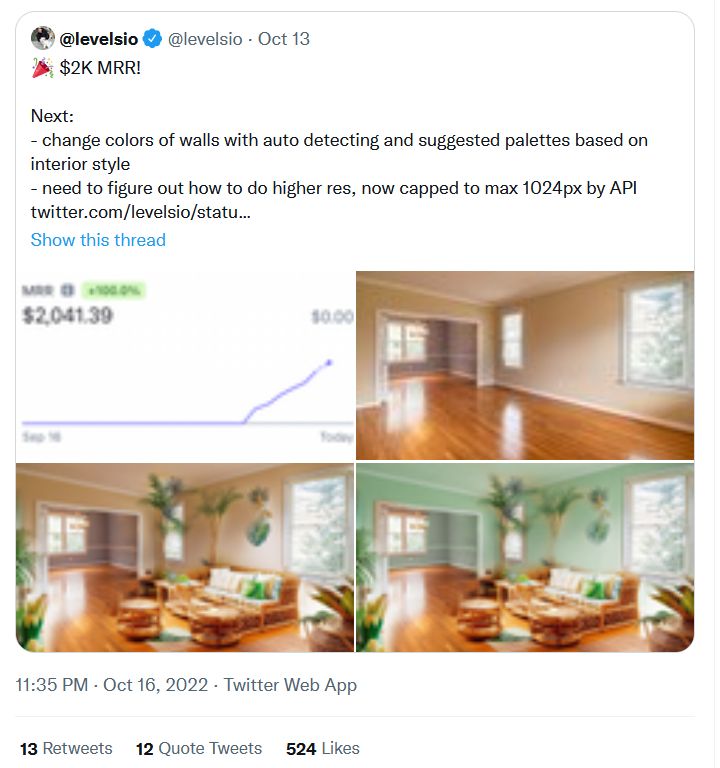 @levelsio @levelsio · Oct 13
🎉 $2K MRR!
Next:
- change colors of walls with auto detecting and suggested palettes based on
interior style
- need to figure out how to do higher res, now capped to max 1024px by API
twitter.com/levelsio/statu...
Show this thread
MRR +100.0%
$2,041.39 $0.00
Sep 16 Today
11:35 PM · Oct 16, 2022 · Twitter Web App
13 Retweets 12 Quote Tweets 524 Likes